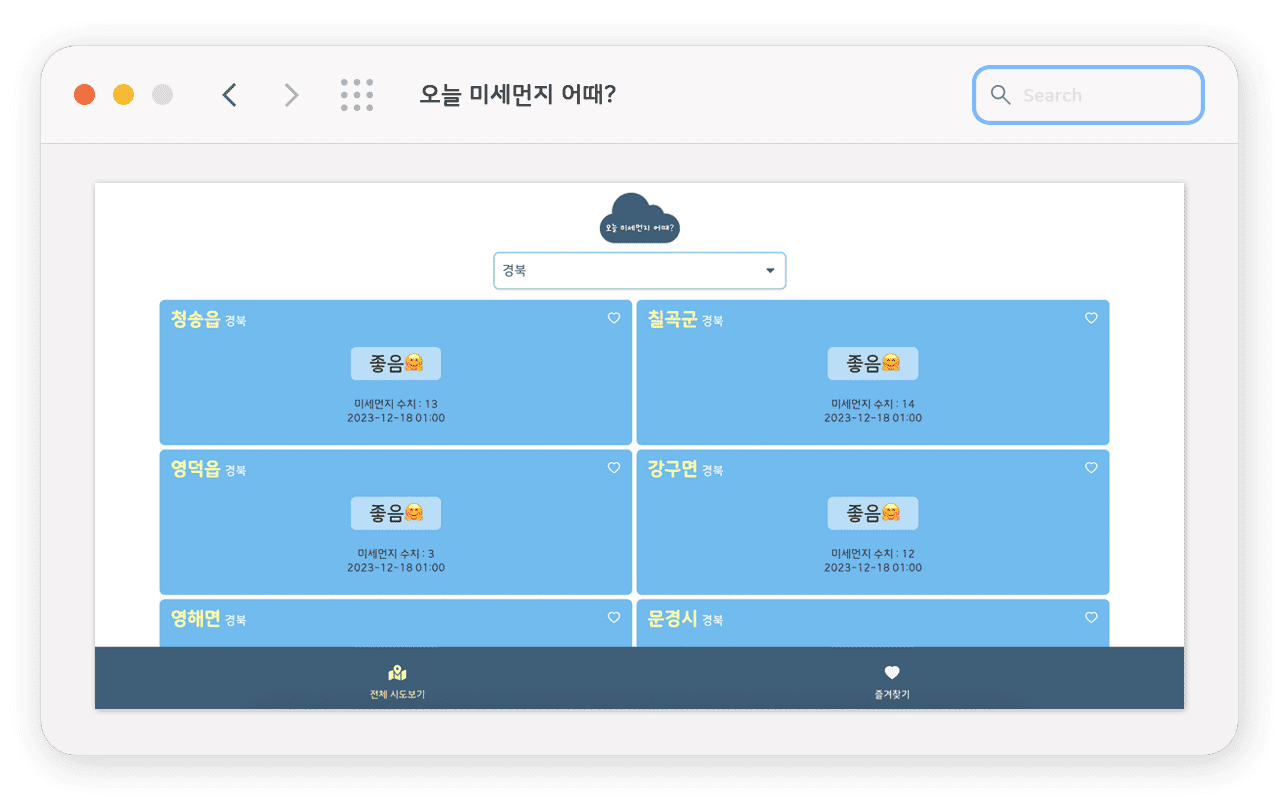 오늘 미세먼지 어때?
Search
오늘 미세먼지 어때?
경북
청송읍 경북
좋음🤗
미세먼지 수치 : 13
2023-12-18 01:00
칠곡군 경북
좋음🤗
미세먼지 수치 : 14
2023-12-18 01:00
영덕읍 경북
좋음🤗
미세먼지 수치 : 3
2023-12-18 01:00
강구면 경북
좋음🤗
미세먼지 수치 : 12
2023-12-18 01:00
영해면 경북
문경시 경북
전체 시도보기
즐겨찾기